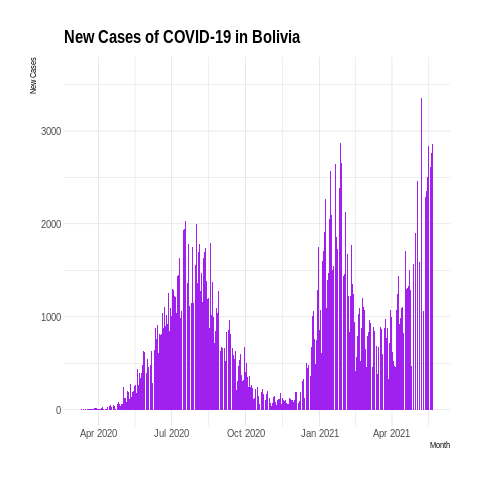 New Cases of COVID-19 in Bolivia
New Cases
3000
2000
1000
0
Apr 2020 Jul 2020 Oct 2020 Jan 2021 Apr 2021
Month